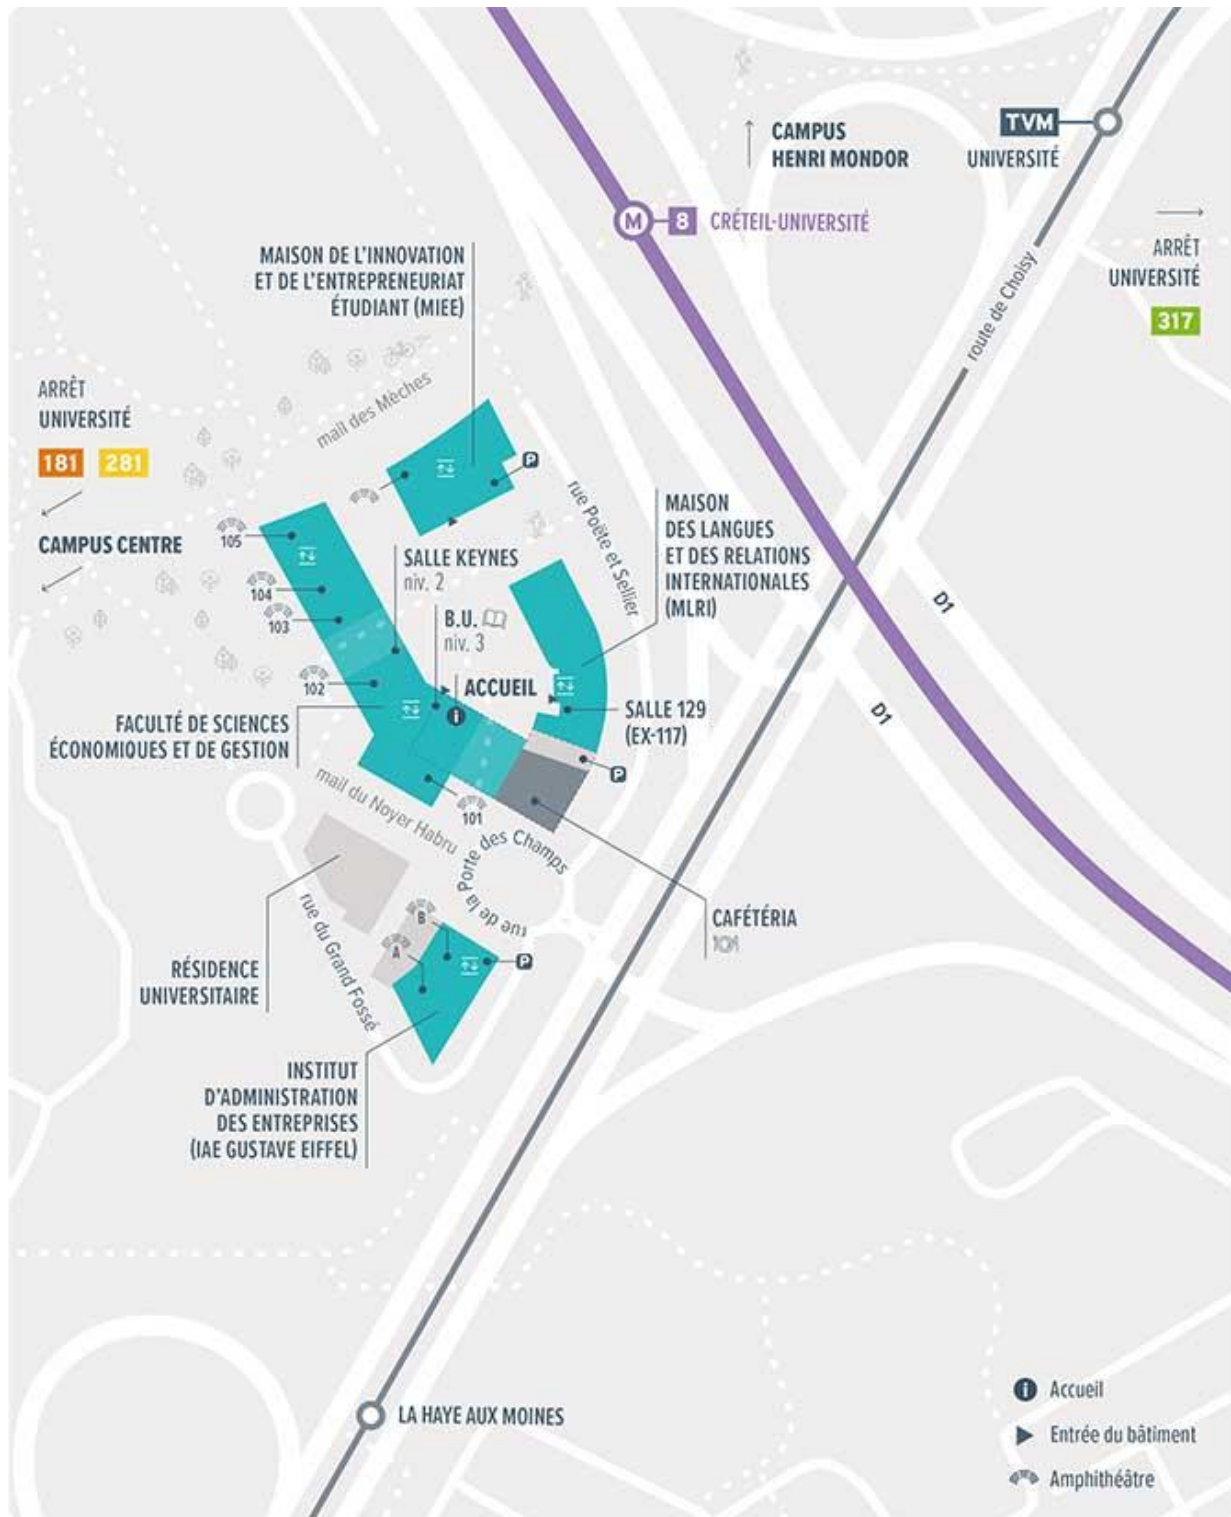 CAMPUS
HENRI MONDOR
TVM
UNIVERSITÉ
M
8
CRÉTEIL-UNIVERSITÉ
ARRÊT
UNIVERSITÉ
317
route de Choisy
MAISON DE L'INNOVATION
ET DE L'ENTREPRENEURIAT
ÉTUDIANT (MIEE)
mail des Mèches
ARRÊT
UNIVERSITÉ
181
281
CAMPUS CENTRE
P
rue Poëte et Sellier
MAISON
DES LANGUES
ET DES RELATIONS
INTERNATIONALES
(MLRI)
105
104
103
102
SALLE KEYNES
niv. 2
B.U.
niv. 3
ACCUEIL
i
SALLE 129
(EX-117)
D1
D1
FACULTÉ DE SCIENCES
ÉCONOMIQUES ET DE GESTION
P
mail du Noyer Habru
101
rue de la Porte des Champs
CAFÉTÉRIA
B
A
P
rue du Grand Fossé
RÉSIDENCE
UNIVERSITAIRE
INSTITUT
D'ADMINISTRATION
DES ENTREPRISES
(IAE GUSTAVE EIFFEL)
LA HAYE AUX MOINES
i Accueil
Entrée du bâtiment
Amphithéâtre